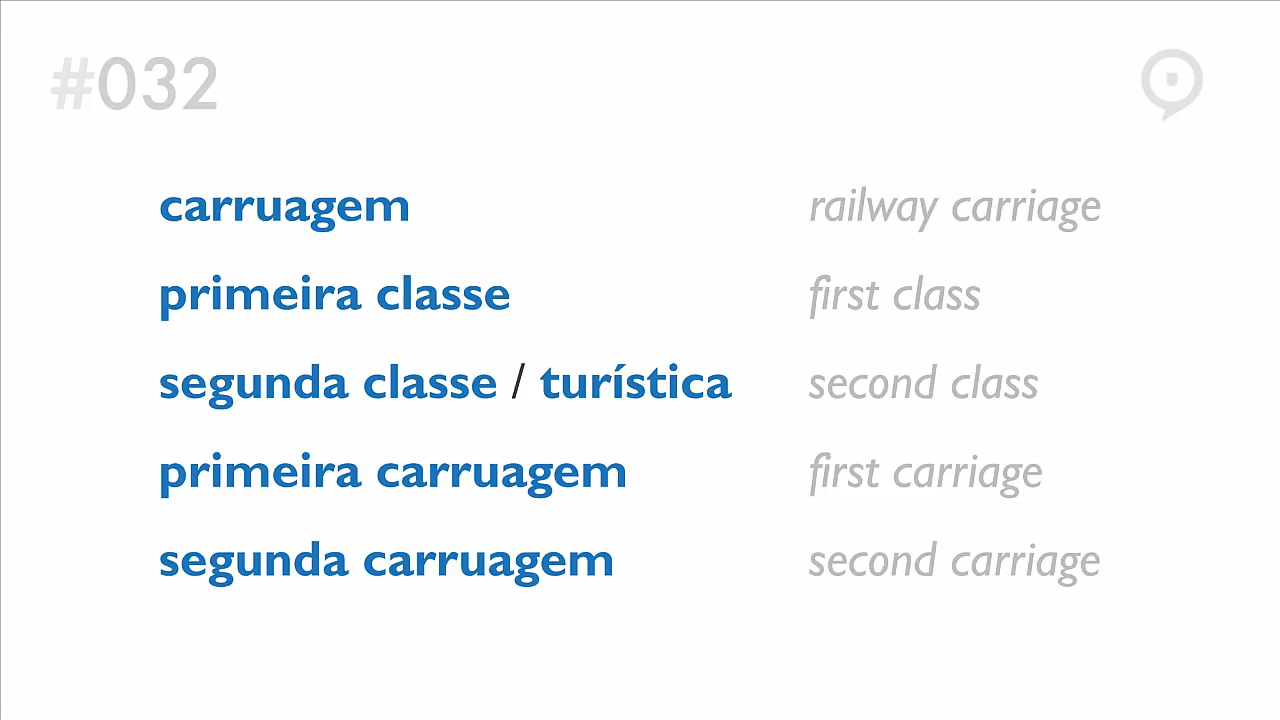 #032
carruagem railway carriage
primeira classe first class
segunda classe / turística second class
primeira carruagem first carriage
segunda carruagem second carriage